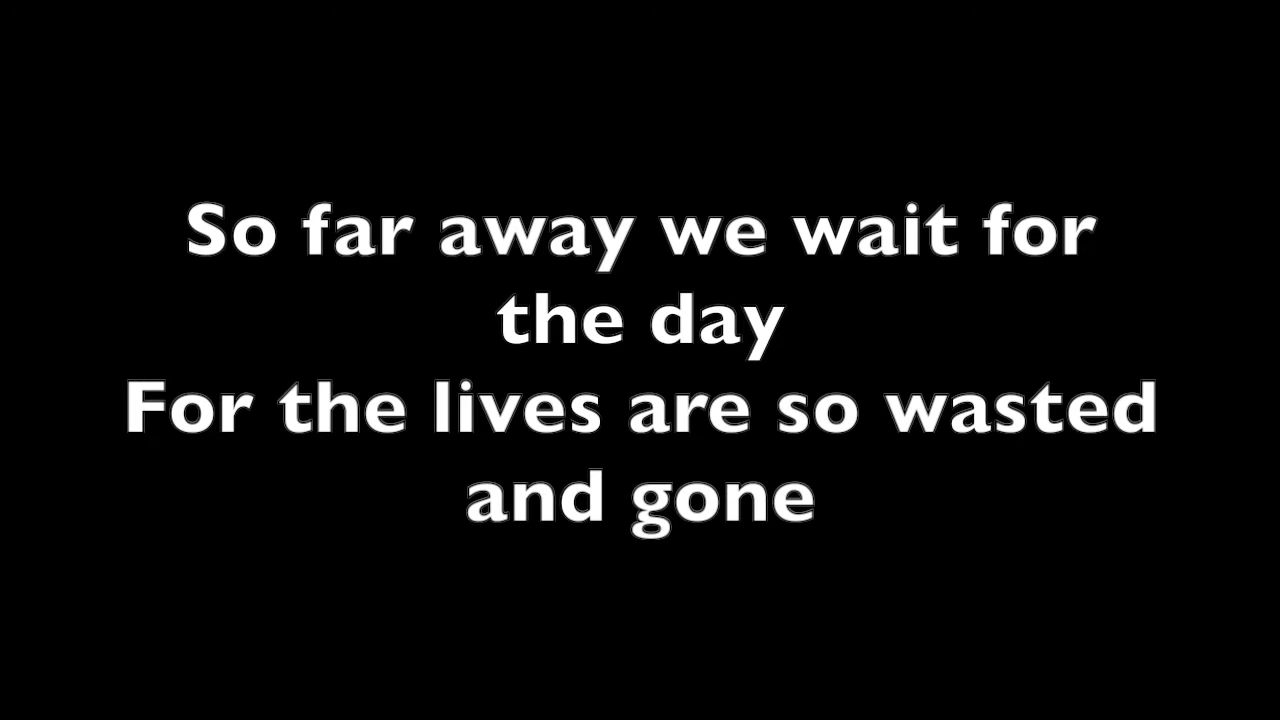 So far away we wait for
the day
For the lives are so wasted
and gone